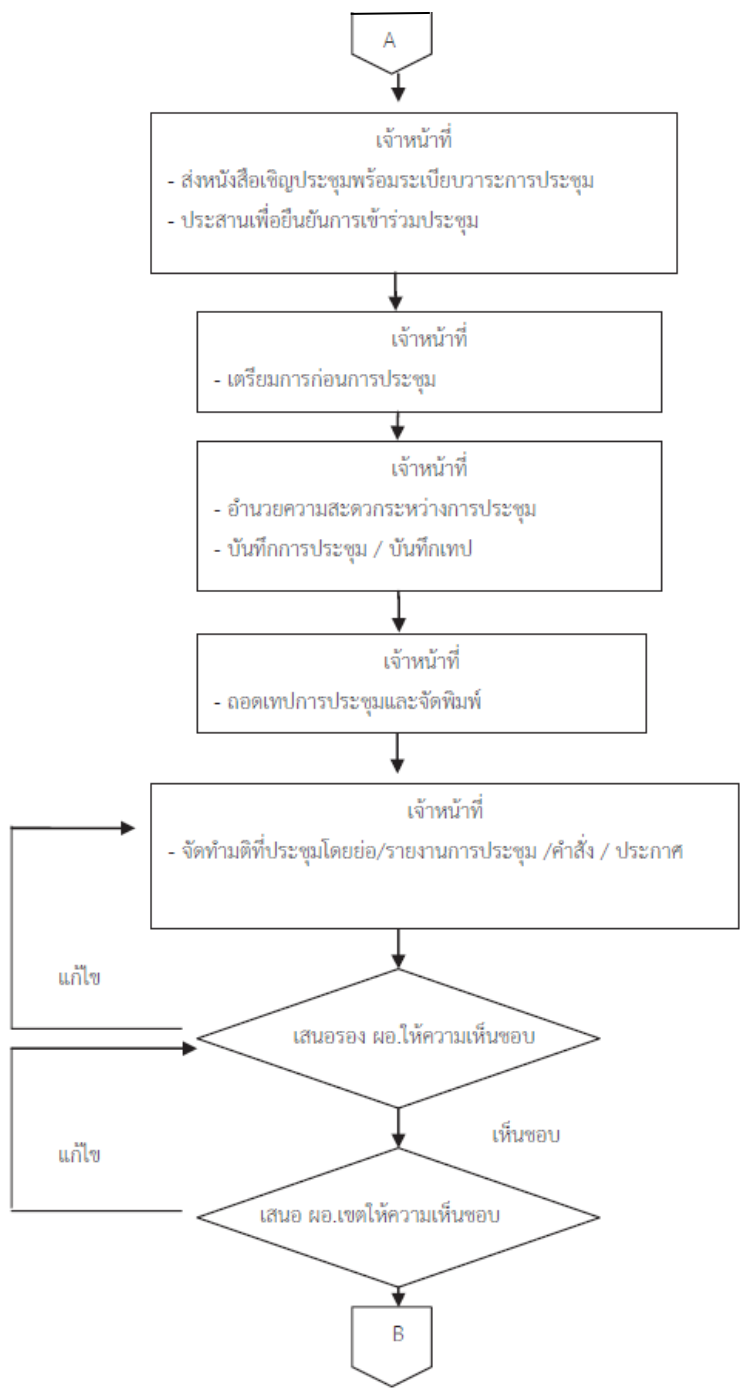 A
เจ้าหน้าที่
- ส่งหนังสือเชิญประชุมพร้อมระเบียบวาระการประชุม
- ประสานเพื่อยืนยันการเข้าร่วมประชุม
เจ้าหน้าที่
- เตรียมการก่อนการประชุม
เจ้าหน้าที่
- อำนวยความสะดวกระหว่างการประชุม
- บันทึกการประชุม / บันทึกเทป
เจ้าหน้าที่
- ถอดเทปการประชุมและจัดพิมพ์
เจ้าหน้าที่
- จัดทำมติที่ประชุมโดยย่อ/รายงานการประชุม /คำสั่ง / ประกาศ
แก้ไข
เสนอรอง ผอ.ให้ความเห็นชอบ
เห็นชอบ
แก้ไข
เสนอ ผอ.เขตให้ความเห็นชอบ
B